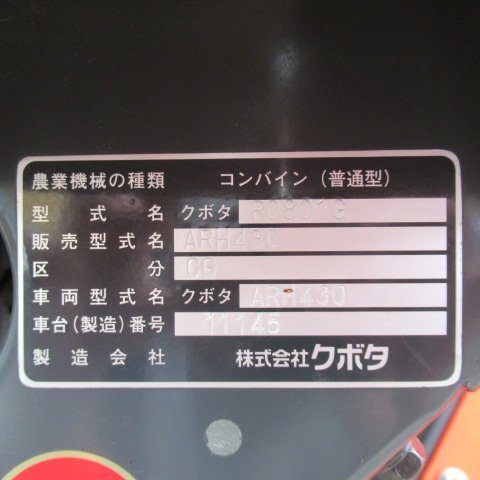 農業機械の種類 コンバイン（普通型）
型式名 クボタ R0801G
販売型式名 ARH430
区分 CG
車両型式名 クボタ ARH430
車台(製造)番号 11145
製造会社 株式会社クボタ